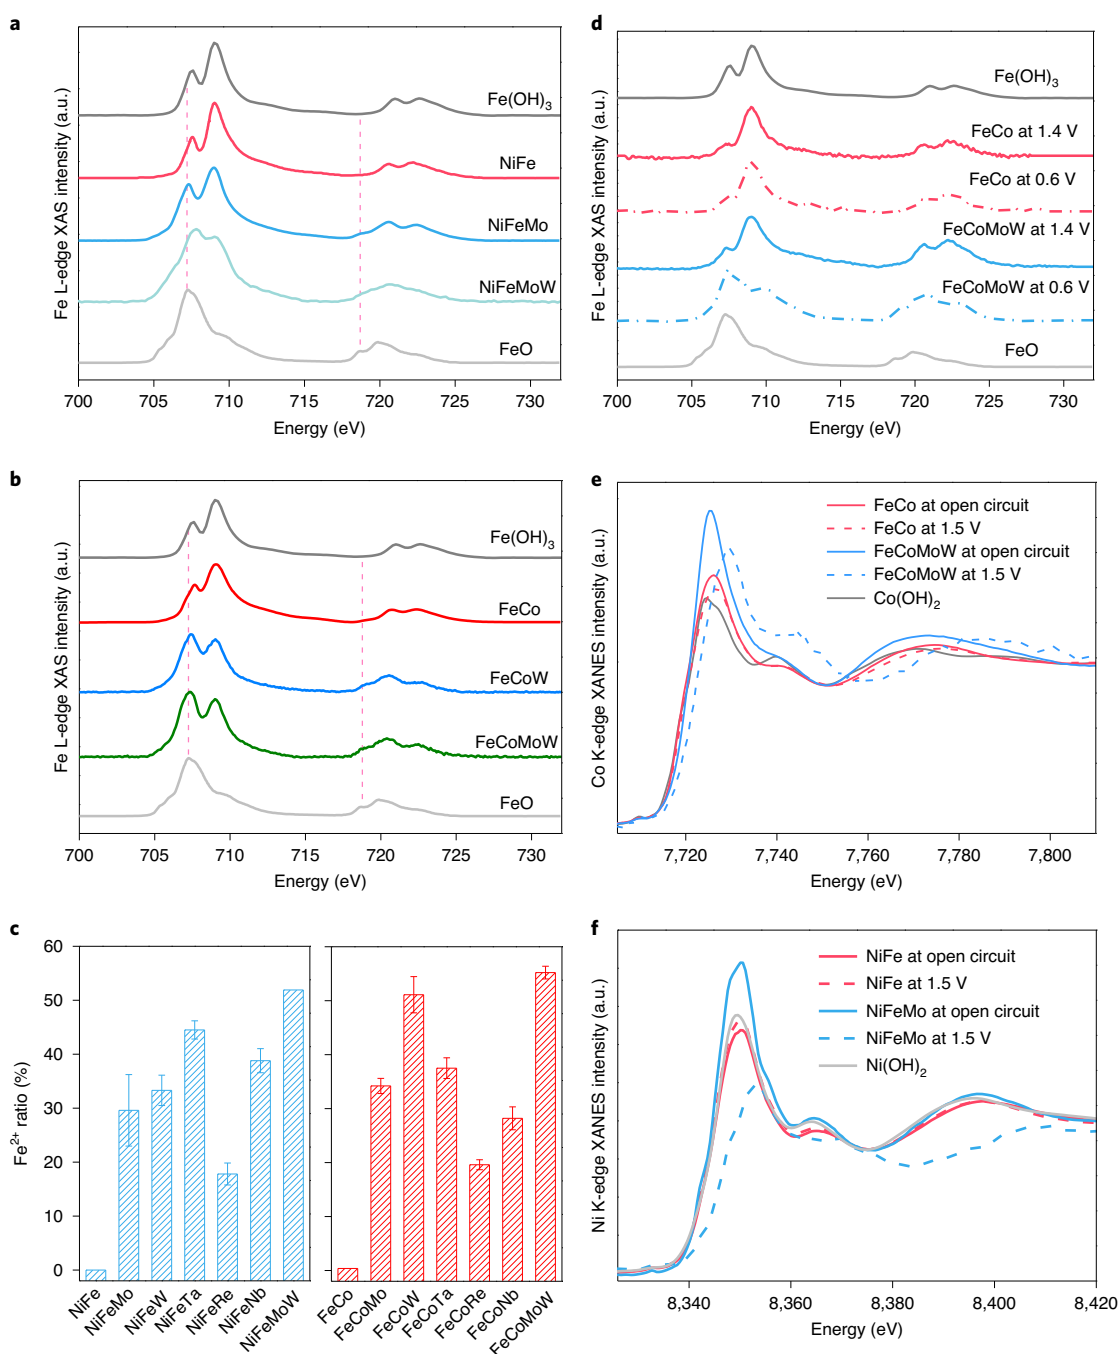 a
Fe L-edge XAS intensity (a.u.)
Fe(OH)3
NiFe
NiFeMo
NiFeMoW
FeO
700 705 710 715 720 725 730
Energy (eV)
d
Fe L-edge XAS intensity (a.u.)
Fe(OH)3
FeCo at 1.4 V
FeCo at 0.6 V
FeCoMoW at 1.4 V
FeCoMoW at 0.6 V
FeO
700 705 710 715 720 725 730
Energy (eV)
b
Fe L-edge XAS intensity (a.u.)
Fe(OH)3
FeCo
FeCoW
FeCoMoW
FeO
700 705 710 715 720 725 730
Energy (eV)
e
Co K-edge XANES intensity (a.u.)
FeCo at open circuit
FeCo at 1.5 V
FeCoMoW at open circuit
FeCoMoW at 1.5 V
Co(OH)2
7,720 7,740 7,760 7,780 7,800
Energy (eV)
c
Fe2+ ratio (%)
60
50
40
30
20
10
0
NiFe
NiFeMo
NiFeW
NiFeTa
NiFeRe
NiFeNb
NiFeMoW
FeCo
FeCoMo
FeCoW
FeCoTa
FeCoRe
FeCoNb
FeCoMoW
f
Ni K-edge XANES intensity (a.u.)
NiFe at open circuit
NiFe at 1.5 V
NiFeMo at open circuit
NiFeMo at 1.5 V
Ni(OH)2
8,340 8,360 8,380 8,400 8,420
Energy (eV)